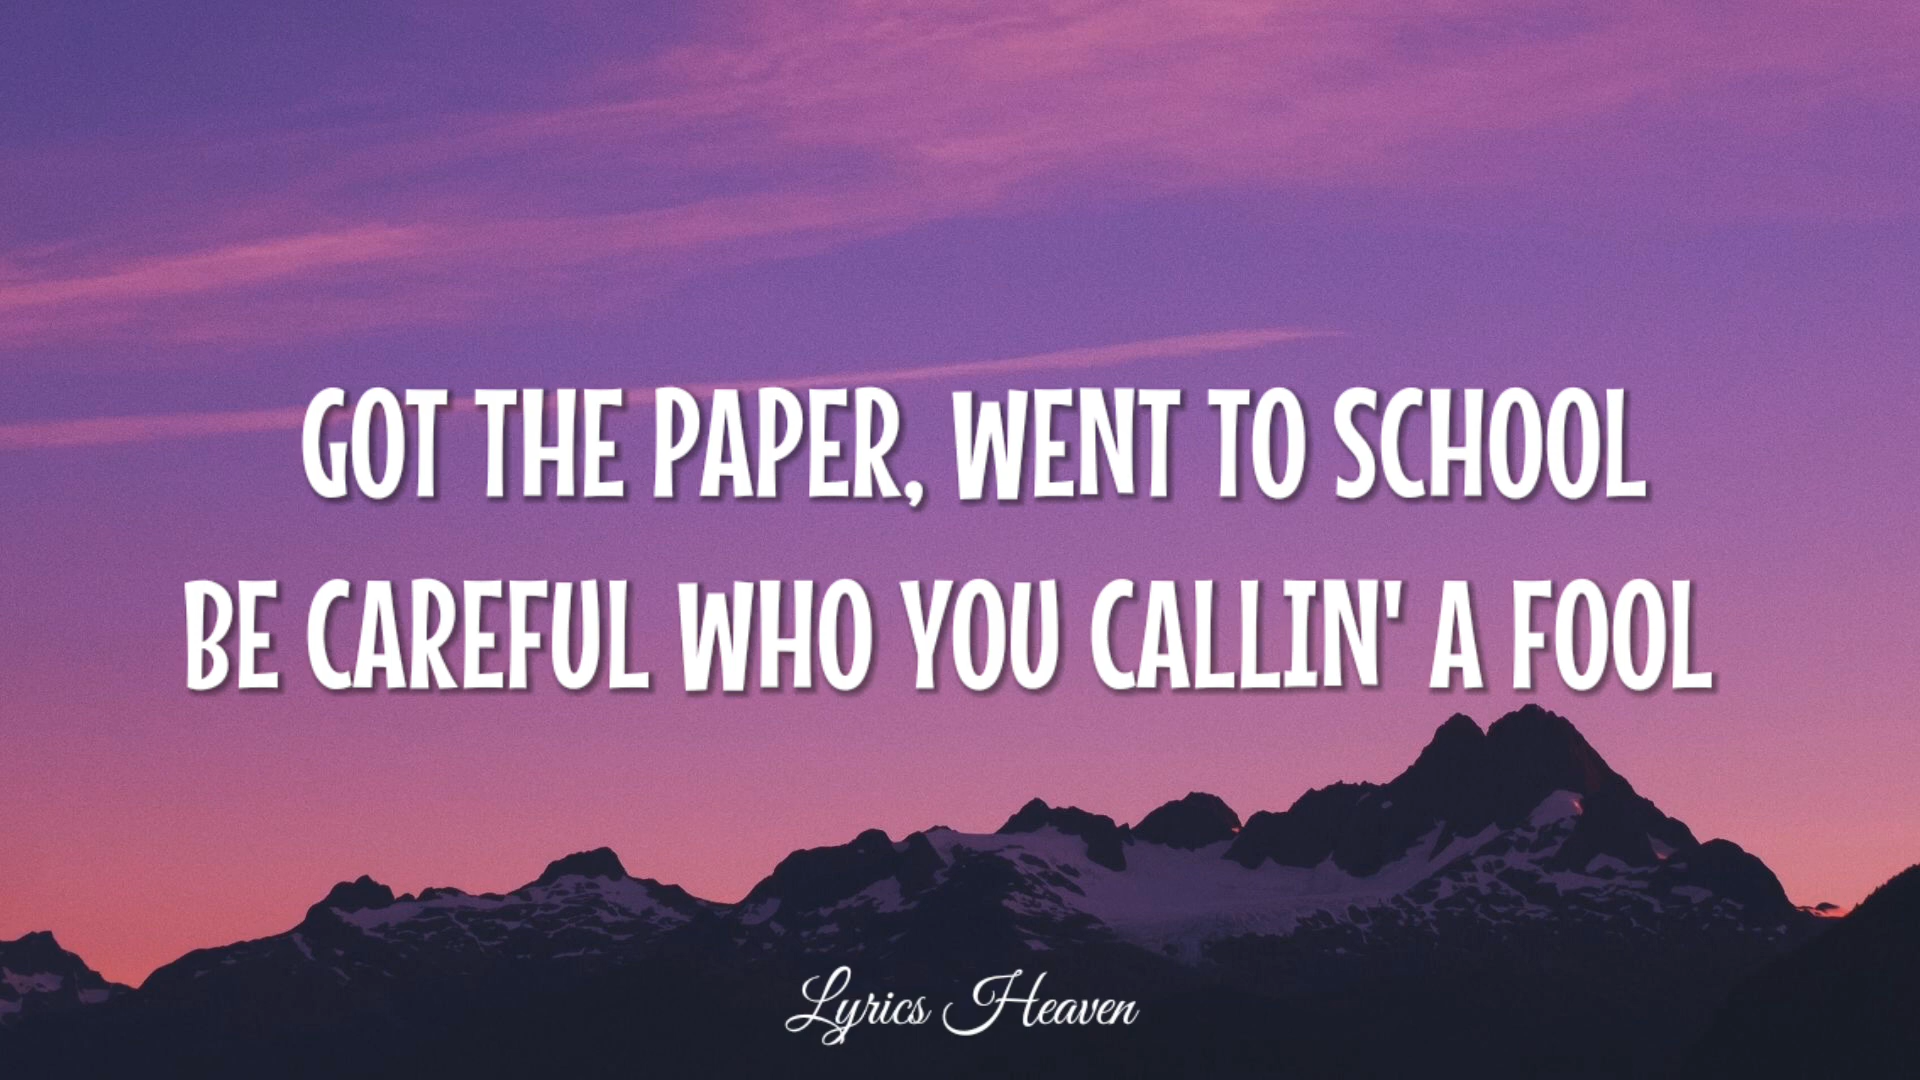 GOT THE PAPER, WENT TO SCHOOL
BE CAREFUL WHO YOU CALLIN' A FOOL
Lyrics Heaven